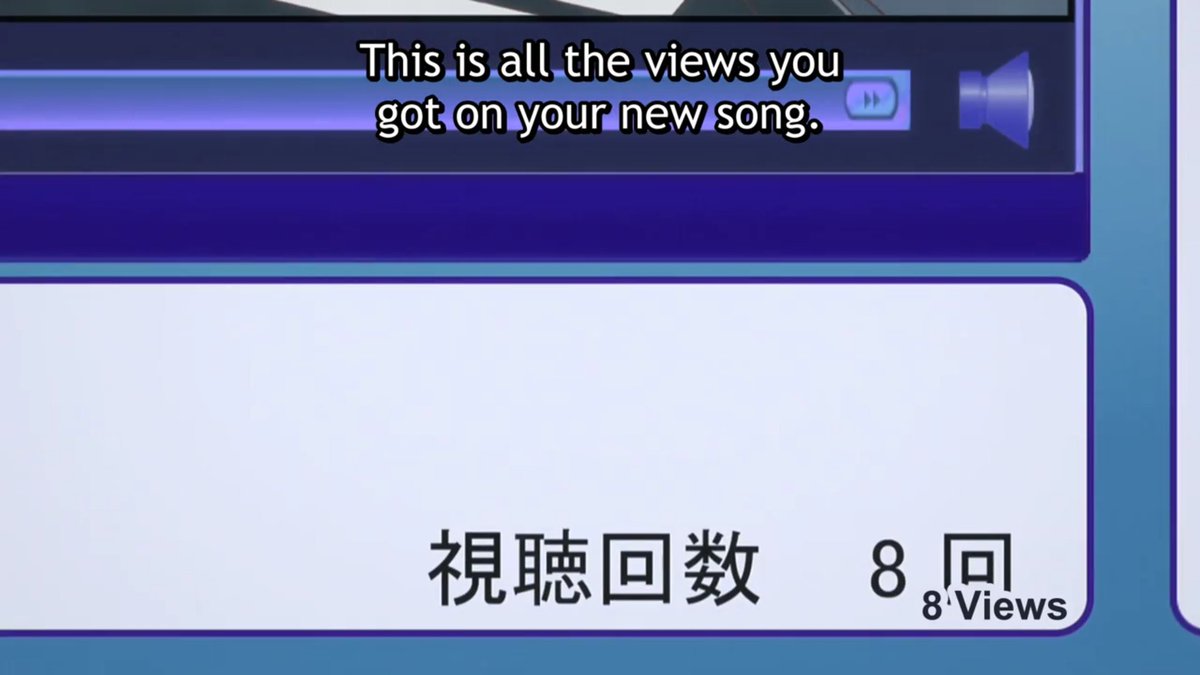 This is all the views you
got on your new song.
視聴回数 8 回
8 Views